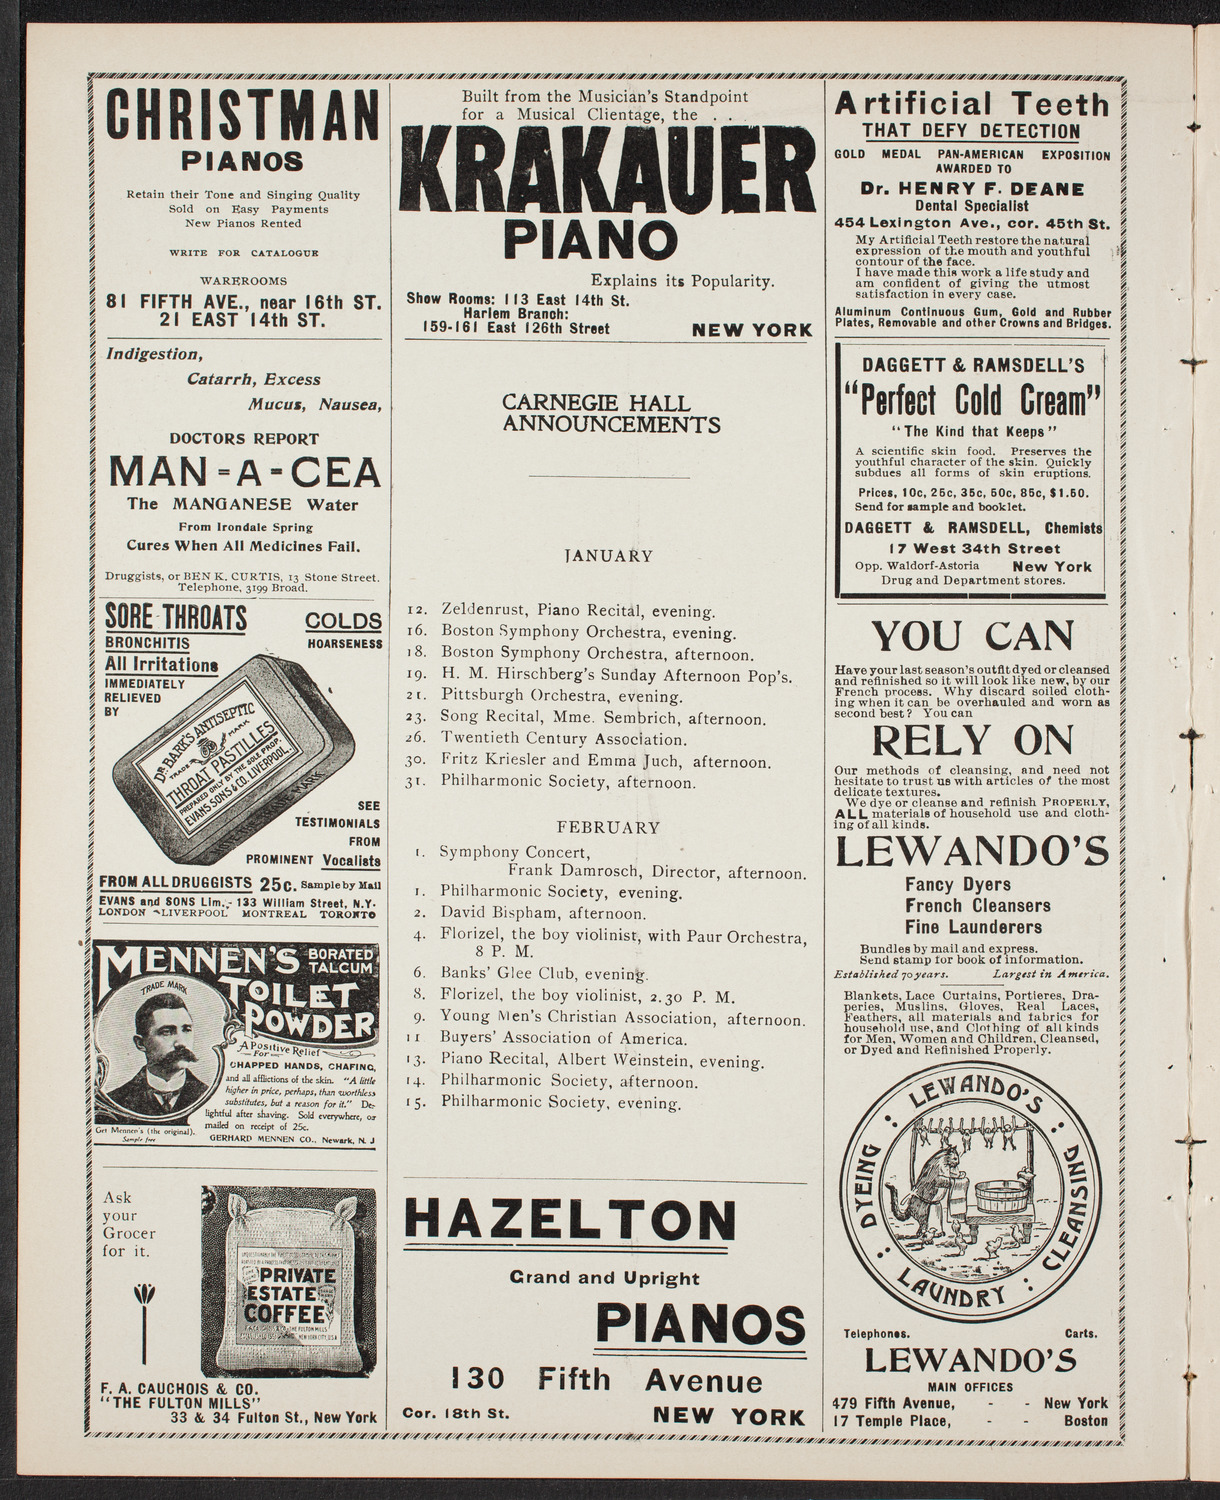 CHRISTMAN
PIANOS
Retain their Tone and Singing Quality
Sold on Easy Payments
New Pianos Rented
WRITE FOR CATALOGUE
WAREROOMS
81 FIFTH AVE., near 16th ST.
21 EAST 14th ST.
Indigestion,
Catarrh, Excess
Mucus, Nausea,
DOCTORS REPORT
MAN-A-CEA
The MANGANESE Water
From Irondale Spring
Cures When All Medicines Fail.
Druggists, or BEN K. CURTIS, 13 Stone Street.
Telephone, 3199 Broad.
SORE THROATS
COLDS
BRONCHITIS
HOARSENESS
All Irritations
IMMEDIATELY
RELIEVED
BY
DR. BARK'S ANTISEPTIC
TRADE MARK
THROAT PASTILLES
PREPARED ONLY BY THE SOLE PROP.
EVANS SONS & CO. LIVERPOOL.
SEE
TESTIMONIALS
FROM
PROMINENT Vocalists
FROM ALL DRUGGISTS 25c. Sample by Mail
EVANS and SONS Lim., - 133 William Street, N.Y.
LONDON LIVERPOOL MONTREAL TORONTO
MENNEN'S BORATED
TALCUM
TOILET
POWDER
TRADE MARK
A Positive Relief
For
CHAPPED HANDS, CHAFING,
and all afflictions of the skin. "A little
higher in price, perhaps, than worthless
substitutes, but a reason for it." De-
lightful after shaving. Sold everywhere, or
mailed on receipt of 25c.
Get Mennen's (the original).
Sample free
GERHARD MENNEN CO., Newark, N. J
Ask
your
Grocer
for it.
PRIVATE
ESTATE
COFFEE
F. A. CAUCHOIS & CO.
"THE FULTON MILLS"
33 & 34 Fulton St., New York
Built from the Musician's Standpoint
for a Musical Clientage, the . . .
KRAKAUER
PIANO
Explains its Popularity.
Show Rooms: 113 East 14th St.
Harlem Branch:
159-161 East 126th Street
NEW YORK
CARNEGIE HALL
ANNOUNCEMENTS
JANUARY
12. Zeldenrust, Piano Recital, evening.
16. Boston Symphony Orchestra, evening.
18. Boston Symphony Orchestra, afternoon.
19. H. M. Hirschberg's Sunday Afternoon Pop's.
21. Pittsburgh Orchestra, evening.
23. Song Recital, Mme. Sembrich, afternoon.
26. Twentieth Century Association.
30. Fritz Kriesler and Emma Juch, afternoon.
31. Philharmonic Society, afternoon.
FEBRUARY
1. Symphony Concert,
Frank Damrosch, Director, afternoon.
1. Philharmonic Society, evening.
2. David Bispham, afternoon.
4. Florizel, the boy violinist, with Paur Orchestra,
8 P. M.
6. Banks' Glee Club, evening.
8. Florizel, the boy violinist, 2.30 P. M.
9. Young Men's Christian Association, afternoon.
11 Buyers' Association of America.
13. Piano Recital, Albert Weinstein, evening.
14. Philharmonic Society, afternoon.
15. Philharmonic Society, evening.
HAZELTON
Grand and Upright
PIANOS
130 Fifth Avenue
Cor. 18th St.
NEW YORK
Artificial Teeth
THAT DEFY DETECTION
GOLD MEDAL PAN-AMERICAN EXPOSITION
AWARDED TO
Dr. HENRY F. DEANE
Dental Specialist
454 Lexington Ave., cor. 45th St.
My Artificial Teeth restore the natural
expression of the mouth and youthful
contour of the face.
I have made this work a life study and
am confident of giving the utmost
satisfaction in every case.
Aluminum Continuous Gum, Gold and Rubber
Plates, Removable and other Crowns and Bridges.
DAGGETT & RAMSDELL'S
"Perfect Cold Cream"
"The Kind that Keeps"
A scientific skin food. Preserves the
youthful character of the skin. Quickly
subdues all forms of skin eruptions.
Prices, 10c, 25c, 35c, 50c, 85c, $1.50.
Send for sample and booklet.
DAGGETT & RAMSDELL, Chemists
17 West 34th Street
Opp. Waldorf-Astoria New York
Drug and Department stores.
YOU CAN
Have your last season's outfit dyed or cleansed
and refinished so it will look like new, by our
French process. Why discard soiled cloth-
ing when it can be overhauled and worn as
second best? You can
RELY ON
Our methods of cleansing, and need not
hesitate to trust us with articles of the most
delicate textures.
We dye or cleanse and refinish PROPERLY,
ALL materials of household use and cloth-
ing of all kinds.
LEWANDO'S
Fancy Dyers
French Cleansers
Fine Launderers
Bundles by mail and express.
Send stamp for book of information.
Established 70 years. Largest in America.
Blankets, Lace Curtains, Portieres, Dra-
peries, Muslins, Gloves, Real Laces,
Feathers, all materials and fabrics for
household use, and Clothing of all kinds
for Men, Women and Children, Cleansed,
or Dyed and Refinished Properly.
LEWANDO'S
DYEING
CLEANSING
LAUNDRY
Telephones. Carts.
LEWANDO'S
MAIN OFFICES
479 Fifth Avenue, - - New York
17 Temple Place, - - Boston